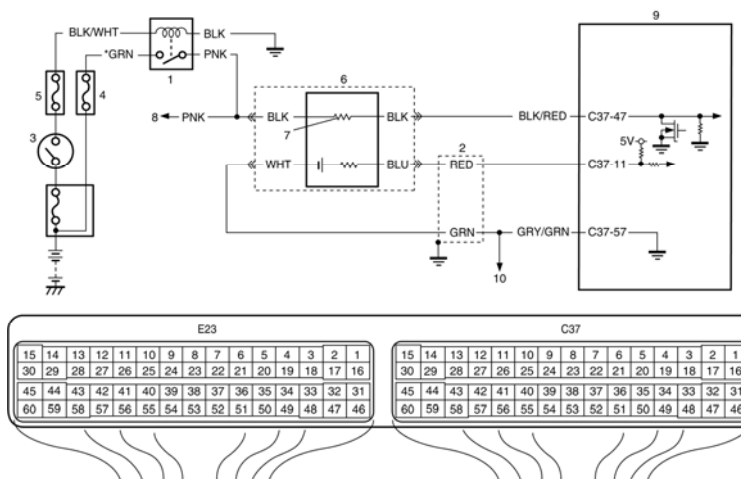 9
BLK/WHT BLK
*GRN PNK
1
6
5 4
8 PNK BLK BLK BLK/RED C37-47
7
3
5V
2
WHT BLU RED C37-11
GRN GRY/GRN C37-57
10
E23 C37
15 14 13 12 11 10 9 8 7 6 5 4 3 2 1 15 14 13 12 11 10 9 8 7 6 5 4 3 2 1
30 29 28 27 26 25 24 23 22 21 20 19 18 17 16 30 29 28 27 26 25 24 23 22 21 20 19 18 17 16
45 44 43 42 41 40 39 38 37 36 35 34 33 32 31 45 44 43 42 41 40 39 38 37 36 35 34 33 32 31
60 59 58 57 56 55 54 53 52 51 50 49 48 47 46 60 59 58 57 56 55 54 53 52 51 50 49 48 47 46